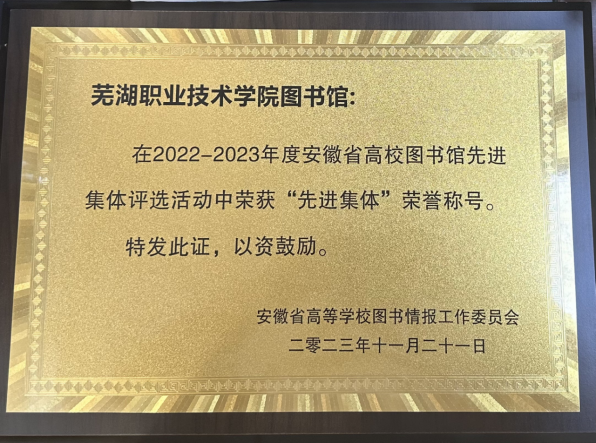 芜湖职业技术学院图书馆:
在2022-2023年度安徽省高校图书馆先进
集体评选活动中荣获“先进集体”荣誉称号。
特发此证，以资鼓励。
安徽省高等学校图书情报工作委员会
二零二三年十一月二十一日